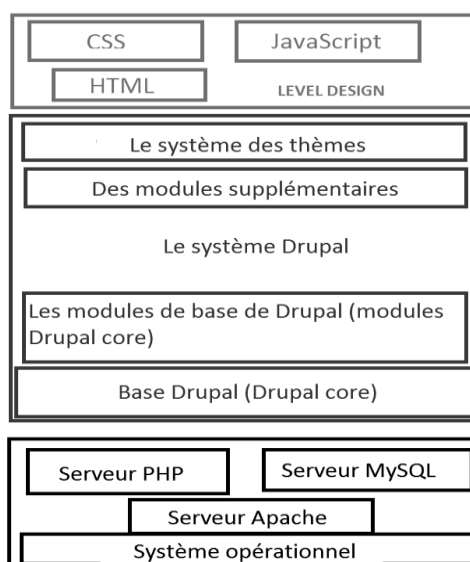 CSS JavaScript
HTML LEVEL DESIGN
Le système des thèmes
Des modules supplémentaires
Le système Drupal
Les modules de base de Drupal (modules
Drupal core)
Base Drupal (Drupal core)
Serveur PHP Serveur MySQL
Serveur Apache
Système opérationnel